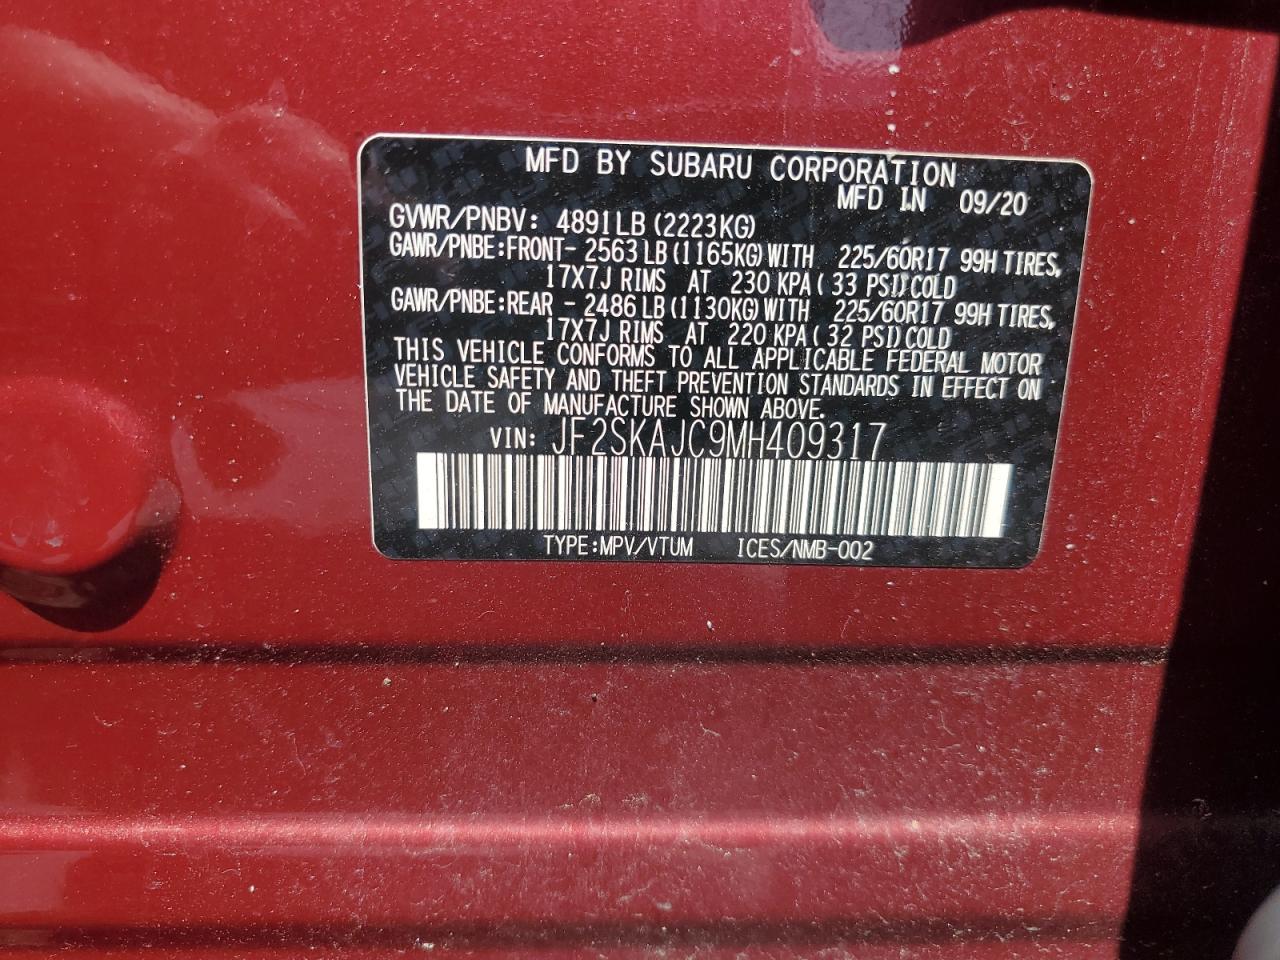 MFD BY SUBARU CORPORATION
MFD IN 09/20
GVWR/PNBV: 4891LB (2223KG)
GAWR/PNBE:FRONT- 2563LB (1165KG) WITH 225/60R17 99H TIRES,
17X7J RIMS AT 230 KPA ( 33 PSI) COLD
GAWR/PNBE:REAR - 2486LB (1130KG) WITH 225/60R17 99H TIRES,
17X7J RIMS AT 220 KPA ( 32 PSI) COLD
THIS VEHICLE CONFORMS TO ALL APPLICABLE FEDERAL MOTOR
VEHICLE SAFETY AND THEFT PREVENTION STANDARDS IN EFFECT ON
THE DATE OF MANUFACTURE SHOWN ABOVE.
VIN: JF2SKAJC9MH409317
TYPE:MPV/VTUM ICES/NMB-002